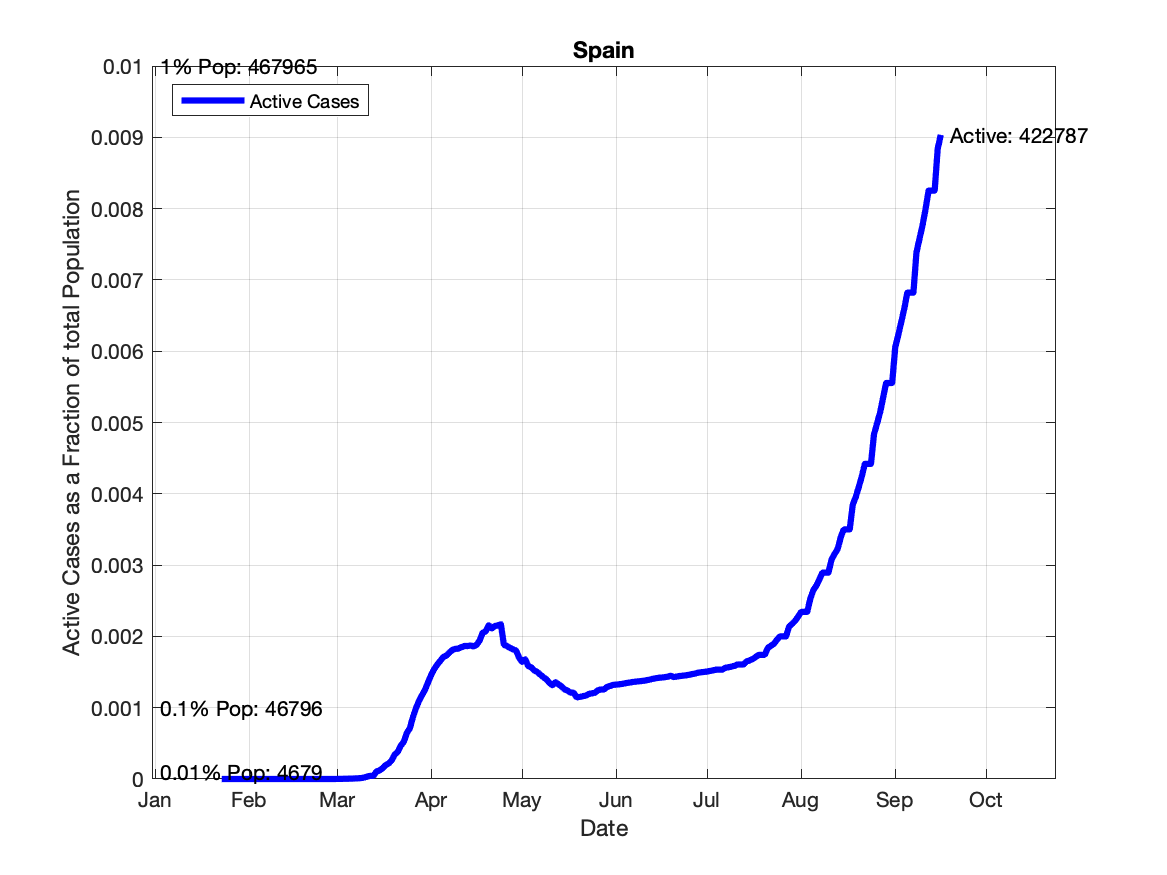 Spain
0.01
1% Pop: 467965
Active Cases
0.009
Active: 422787
0.008
0.007
0.006
0.005
0.004
0.003
0.002
0.001
0.1% Pop: 46796
0
0.01% Pop: 4679
Active Cases as a Fraction of total Population
Jan Feb Mar Apr May Jun Jul Aug Sep Oct
Date